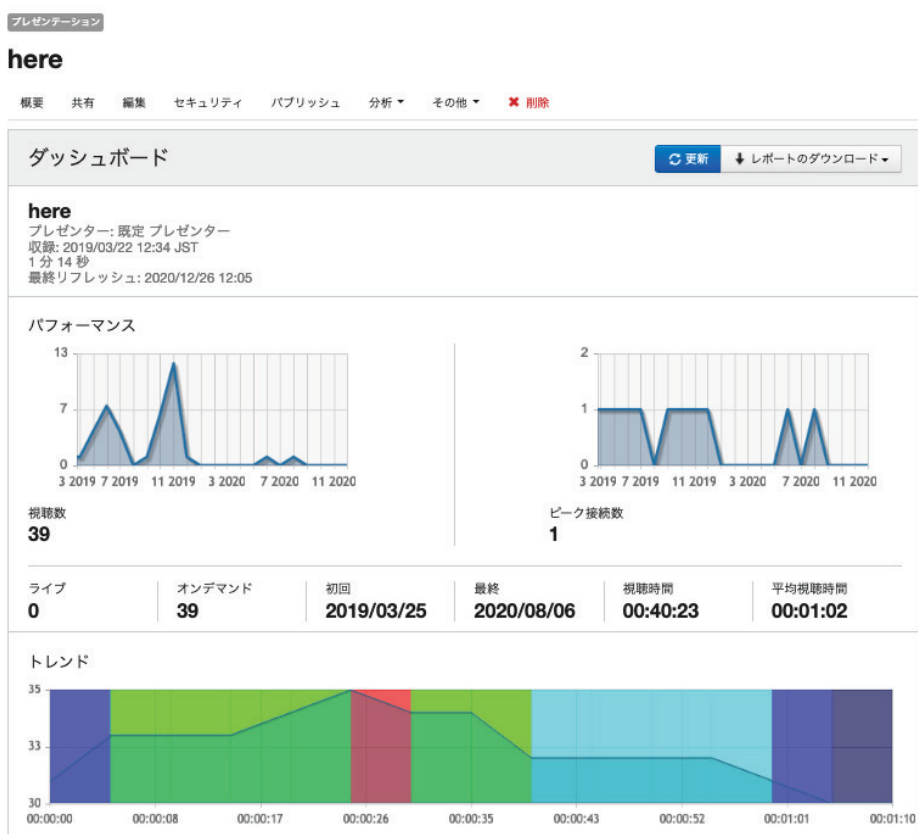 プレゼンテーション
here
概要 共有 編集 セキュリティ パブリッシュ 分析 その他 削除
ダッシュボード
更新 レポートのダウンロード
here
プレゼンター: 既定 プレゼンター
収録: 2019/03/22 12:34 JST
1 分 14 秒
最終リフレッシュ: 2020/12/26 12:05
パフォーマンス
13
7
0
3 2019 7 2019 11 2019 3 2020 7 2020 11 2020
視聴数
39
2
1
0
3 2019 7 2019 11 2019 3 2020 7 2020 11 2020
ピーク接続数
1
ライブ
0
オンデマンド
39
初回
2019/03/25
最終
2020/08/06
視聴時間
00:40:23
平均視聴時間
00:01:02
トレンド
35
33
30
00:00:00 00:00:08 00:00:17 00:00:26 00:00:35 00:00:43 00:00:52 00:01:01 00:01:10